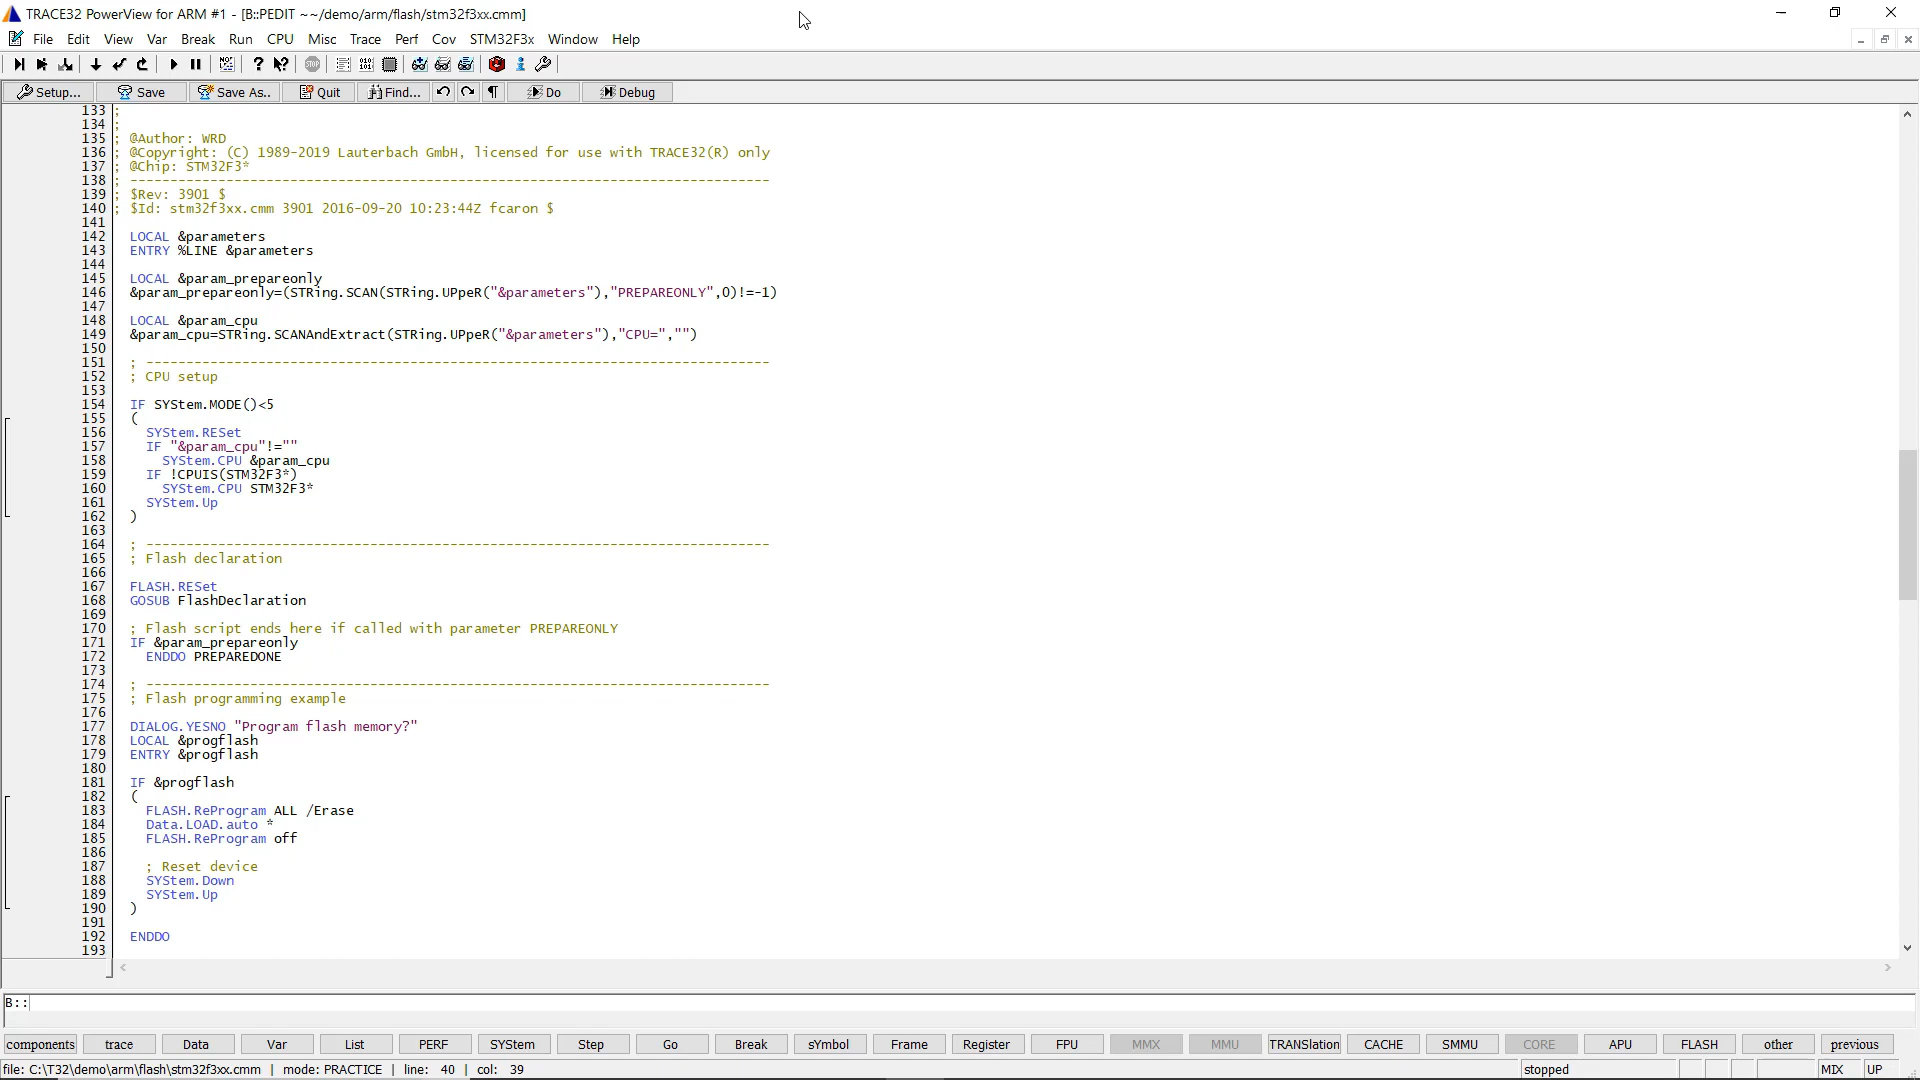 TRACE32 PowerView for ARM #1 - [B::PEDIT ~~/demo/arm/flash/stm32f3xx.cmm]
File Edit View Var Break Run CPU Misc Trace Perf Cov STM32F3x Window Help
Setup... Save Save As.. Quit Find... Do Debug
133 ;
134 ;
135 ; @Author: WRD
136 ; @Copyright: (C) 1989-2019 Lauterbach GmbH, licensed for use with TRACE32(R) only
137 ; @Chip: STM32F3*
138 ; ------------------------------------------------------------------------------
139 ; $Rev: 3901 $
140 ; $Id: stm32f3xx.cmm 3901 2016-09-20 10:23:44Z fcaron $
141
142 LOCAL &parameters
143 ENTRY %LINE &parameters
144
145 LOCAL &param_prepareonly
146 &param_prepareonly=(STRing.SCAN(STRing.UPpeR("&parameters"),"PREPAREONLY",0)!=-1)
147
148 LOCAL &param_cpu
149 &param_cpu=STRing.SCANAndExtract(STRing.UPpeR("&parameters"),"CPU=","")
150
151 ; ------------------------------------------------------------------------------
152 ; CPU setup
153
154 IF SYStem.MODE()<5
155 (
156 SYStem.RESet
157 IF "&param_cpu"!=""
158 SYStem.CPU &param_cpu
159 IF !CPUIS(STM32F3*)
160 SYStem.CPU STM32F3*
161 SYStem.Up
162 )
163
164 ; ------------------------------------------------------------------------------
165 ; Flash declaration
166
167 FLASH.RESet
168 GOSUB FlashDeclaration
169
170 ; Flash script ends here if called with parameter PREPAREONLY
171 IF &param_prepareonly
172 ENDDO PREPAREDONE
173
174 ; ------------------------------------------------------------------------------
175 ; Flash programming example
176
177 DIALOG.YESNO "Program flash memory?"
178 LOCAL &progflash
179 ENTRY &progflash
180
181 IF &progflash
182 (
183 FLASH.ReProgram ALL /Erase
184 Data.LOAD.auto *
185 FLASH.ReProgram off
186
187 ; Reset device
188 SYStem.Down
189 SYStem.Up
190 )
191
192 ENDDO
193
B::
components trace Data Var List PERF SYStem Step Go Break sYmbol Frame Register FPU MMX MMU TRANSlation CACHE SMMU CORE APU FLASH other previous
file: C:\T32\demo\arm\flash\stm32f3xx.cmm | mode: PRACTICE | line: 40 | col: 39 stopped MIX UP